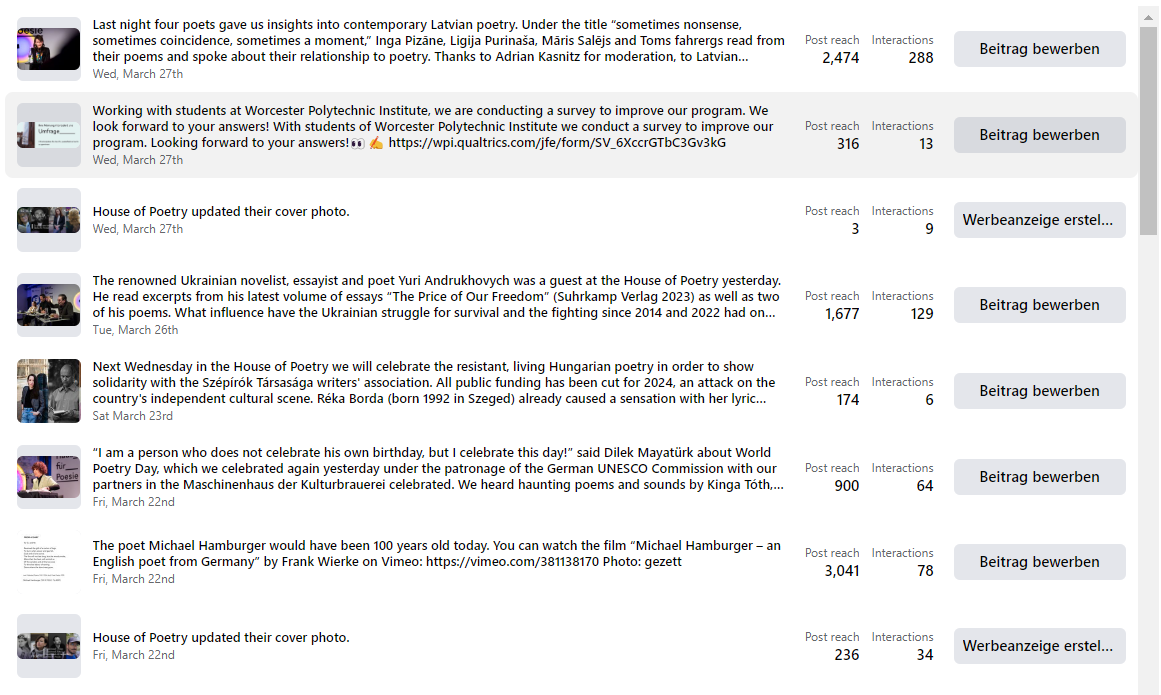 Last night four poets gave us insights into contemporary Latvian poetry. Under the title “sometimes nonsense,
sometimes coincidence, sometimes a moment,” Inga Pizāne, Ligija Purinaša, Māris Salējs and Toms fahrergs read from
their poems and spoke about their relationship to poetry. Thanks to Adrian Kasnitz for moderation, to Latvian...
Wed, March 27th
Post reach Interactions
2,474 288
Beitrag bewerben
Umfrage
Working with students at Worcester Polytechnic Institute, we are conducting a survey to improve our program. We
look forward to your answers! With students of Worcester Polytechnic Institute we conduct a survey to improve our
program. Looking forward to your answers!👀 ✍️ https://wpi.qualtrics.com/jfe/form/SV_6XccrGTbC3Gv3kG
Wed, March 27th
Post reach Interactions
316 13
Beitrag bewerben
House of Poetry updated their cover photo.
Wed, March 27th
Post reach Interactions
3 9
Werbeanzeige erstel...
The renowned Ukrainian novelist, essayist and poet Yuri Andrukhovych was a guest at the House of Poetry yesterday.
He read excerpts from his latest volume of essays “The Price of Our Freedom” (Suhrkamp Verlag 2023) as well as two
of his poems. What influence have the Ukrainian struggle for survival and the fighting since 2014 and 2022 had on...
Tue, March 26th
Post reach Interactions
1,677 129
Beitrag bewerben
Next Wednesday in the House of Poetry we will celebrate the resistant, living Hungarian poetry in order to show
solidarity with the Szépírók Társasága writers' association. All public funding has been cut for 2024, an attack on the
country's independent cultural scene. Réka Borda (born 1992 in Szeged) already caused a sensation with her lyric...
Sat March 23rd
Post reach Interactions
174 6
Beitrag bewerben
für
Poesie
“I am a person who does not celebrate his own birthday, but I celebrate this day!” said Dilek Mayatürk about World
Poetry Day, which we celebrated again yesterday under the patronage of the German UNESCO Commission with our
partners in the Maschinenhaus der Kulturbrauerei celebrated. We heard haunting poems and sounds by Kinga Tóth,...
Fri, March 22nd
Post reach Interactions
900 64
Beitrag bewerben
The poet Michael Hamburger would have been 100 years old today. You can watch the film “Michael Hamburger – an
English poet from Germany” by Frank Wierke on Vimeo: https://vimeo.com/381138170 Photo: gezett
Fri, March 22nd
Post reach Interactions
3,041 78
Beitrag bewerben
House of Poetry updated their cover photo.
Fri, March 22nd
Post reach Interactions
236 34
Werbeanzeige erstel...